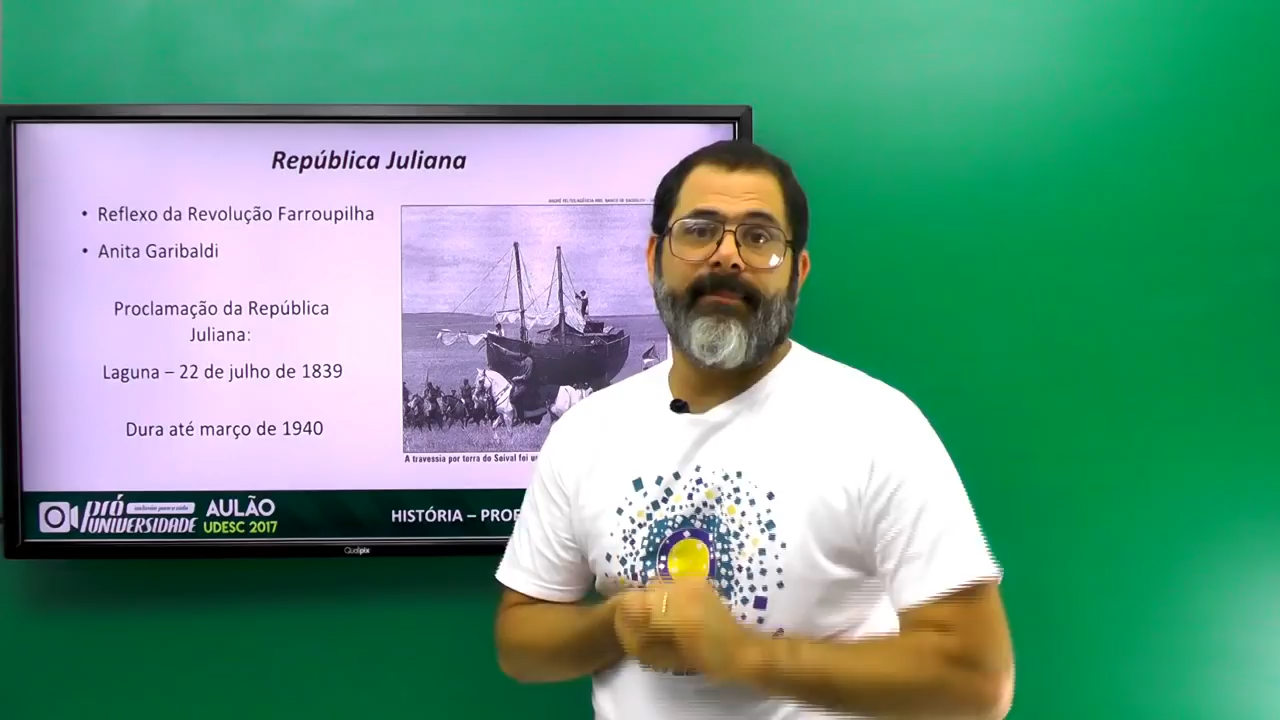 República Juliana
• Reflexo da Revolução Farroupilha
• Anita Garibaldi
Proclamação da República
Juliana:
Laguna – 22 de julho de 1839
Dura até março de 1940
A travessia por terra do Seival foi
Pró
UNIVERSIDADE
AULÃO
UDESC 2017
HISTÓRIA –
Qualipix